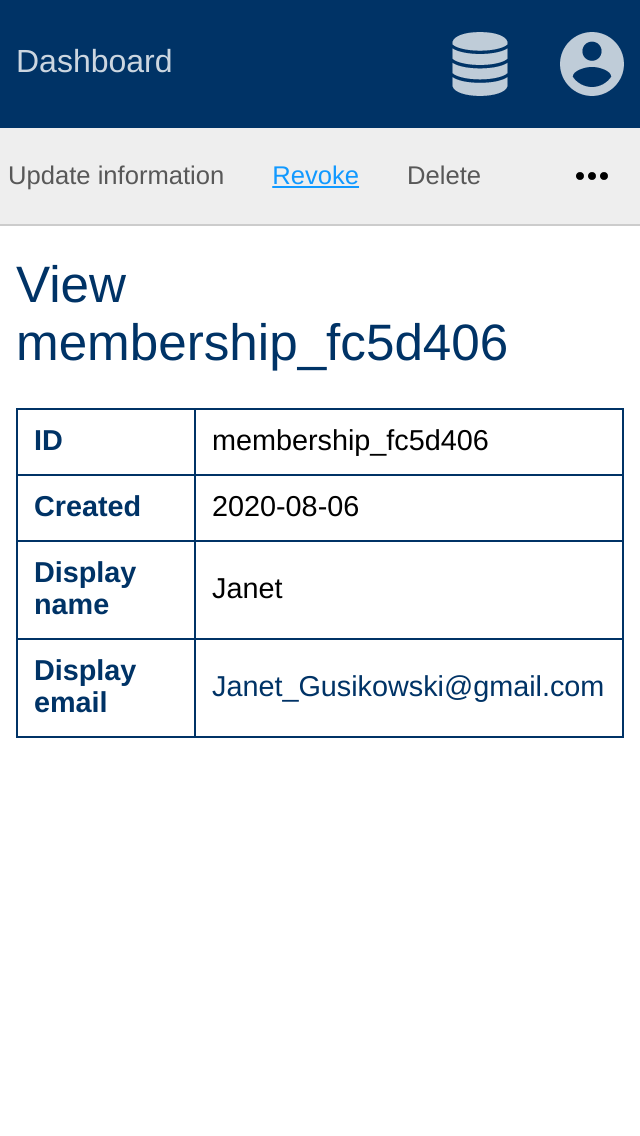 Dashboard
Update information Revoke Delete
View
membership_fc5d406
ID membership_fc5d406
Created 2020-08-06
Display
name
Janet
Display
email
Janet_Gusikowski@gmail.com